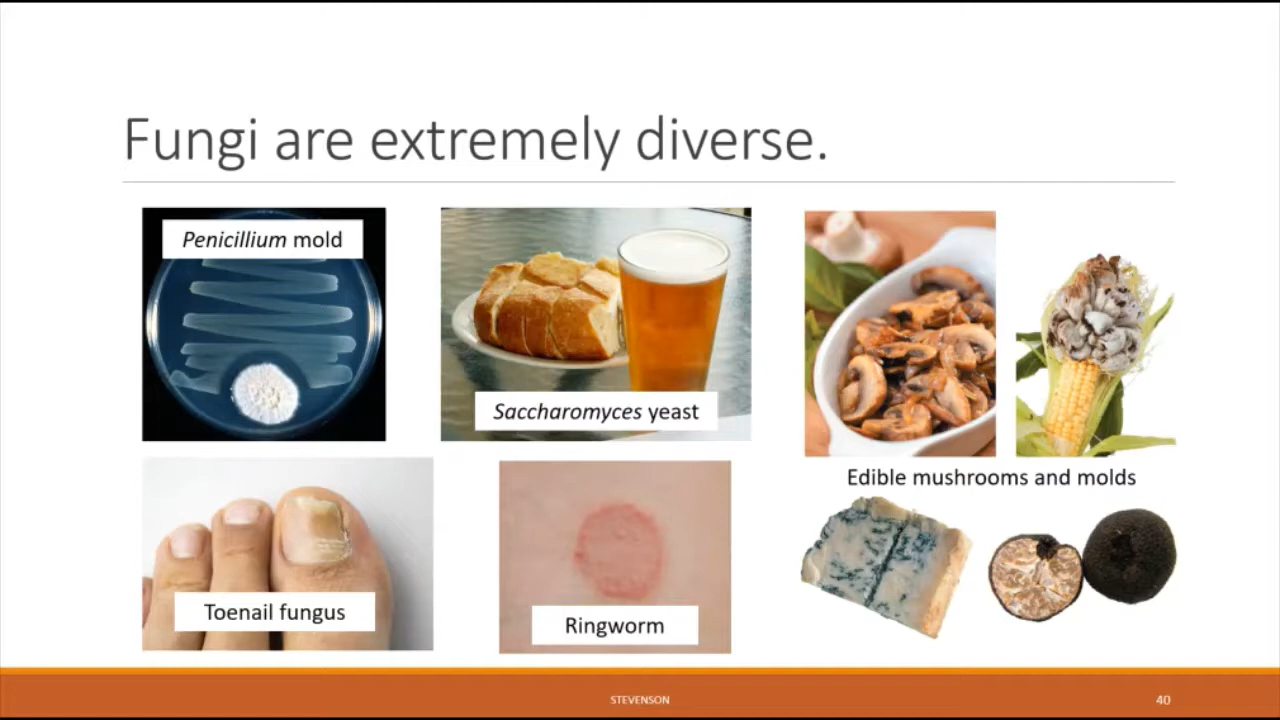 Fungi are extremely diverse.
Penicillium mold
Saccharomyces yeast
Edible mushrooms and molds
Toenail fungus
Ringworm
STEVENSON
40